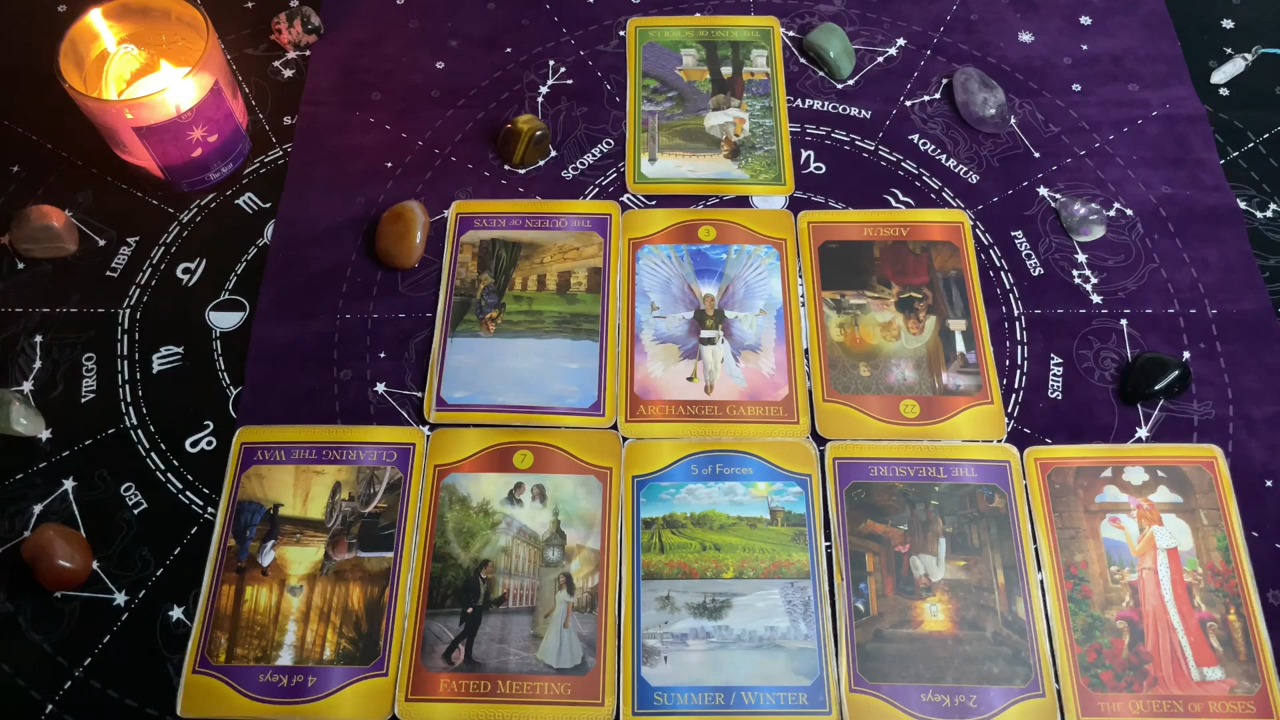 THE KING OF SCROLLS
CAPRICORN
SCORPIO
AQUARIUS
The Star
LIBRA
PISCES
THE QUEEN OF KEYS
3
ARCHANGEL GABRIEL
ADSUM
22
VIRGO
ARIES
LEO
CLEARING THE WAY
4 of Keys
7
FATED MEETING
5 of Forces
SUMMER / WINTER
THE TREASURE
2 of Keys
THE QUEEN OF ROSES